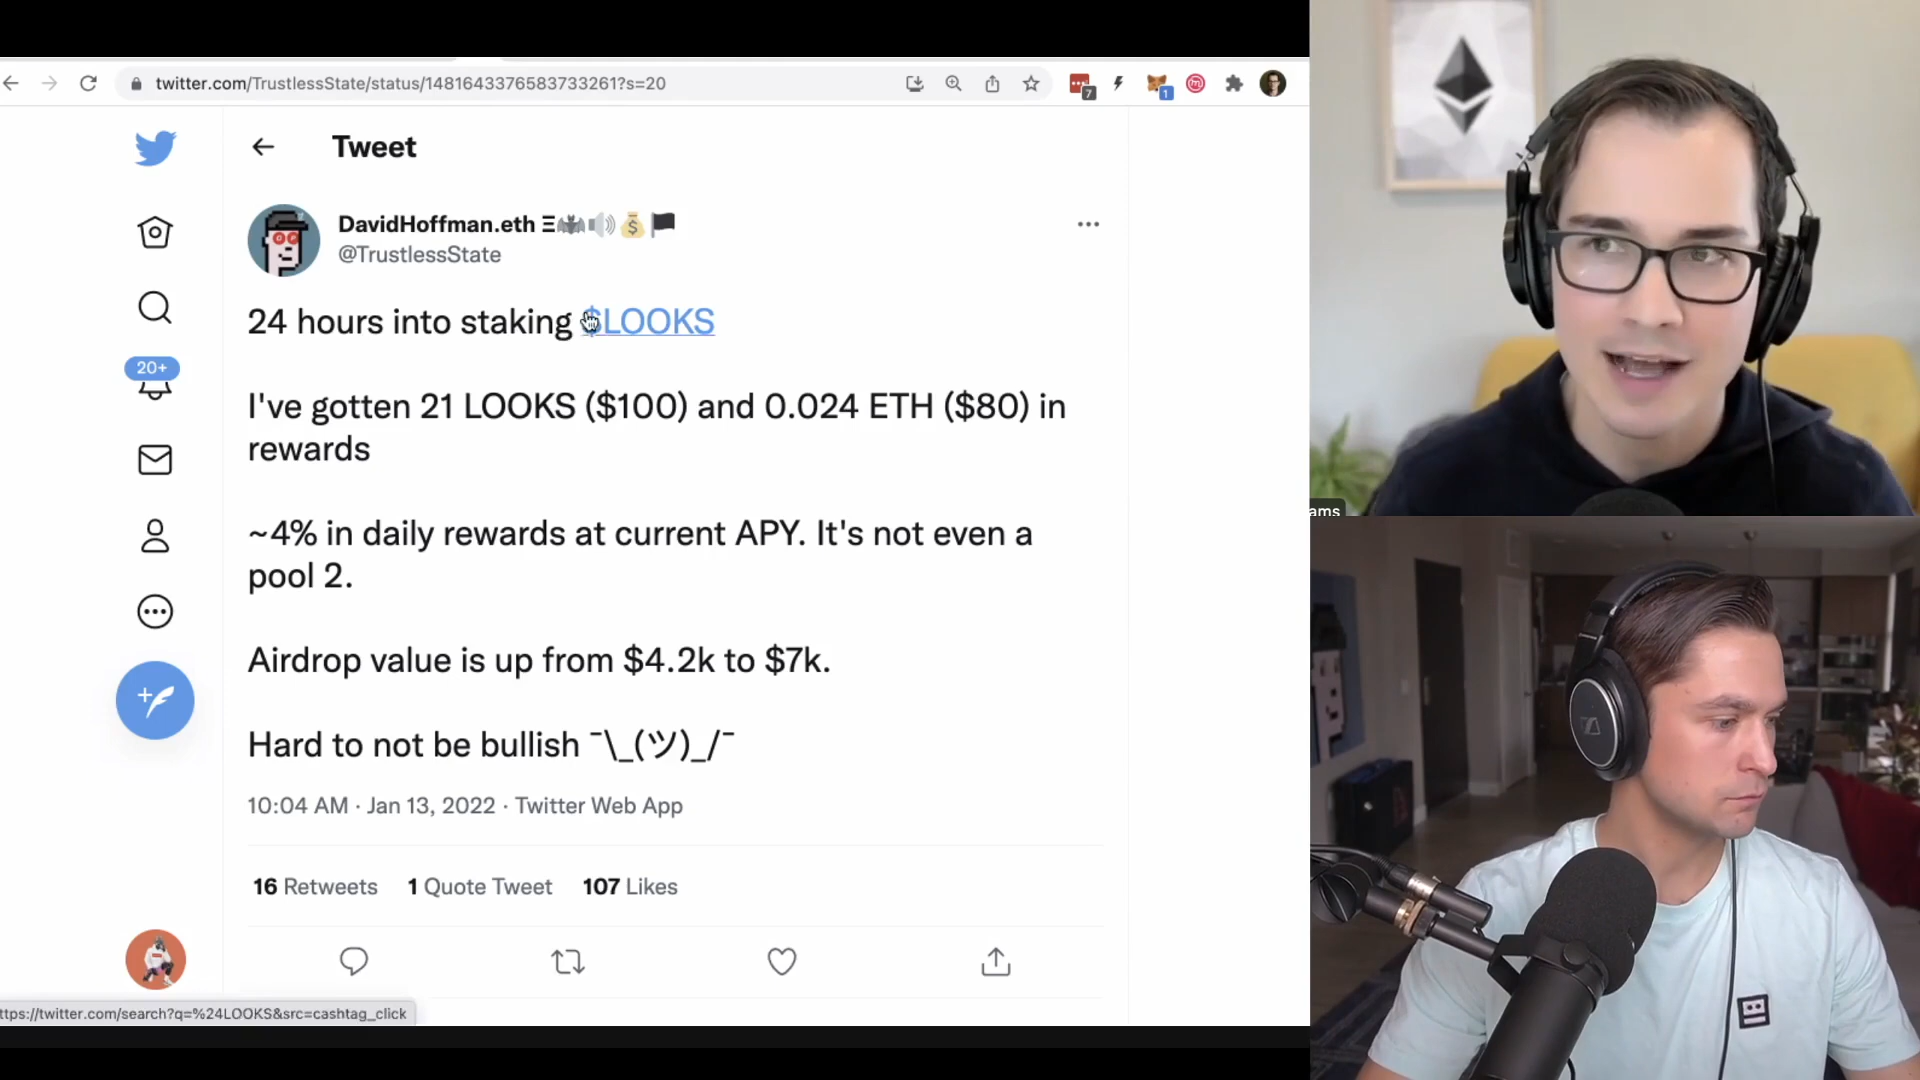 twitter.com/TrustlessState/status/1481643376583733261?s=20
7
1
Tweet
DavidHoffman.eth Ξ🦇🔊💰🏴
@TrustlessState
24 hours into staking $LOOKS
20+
I've gotten 21 LOOKS ($100) and 0.024 ETH ($80) in
rewards
~4% in daily rewards at current APY. It's not even a
pool 2.
Airdrop value is up from $4.2k to $7k.
Hard to not be bullish ¯\_(ツ)_/¯
10:04 AM · Jan 13, 2022 · Twitter Web App
16 Retweets 1 Quote Tweet 107 Likes
ttps://twitter.com/search?q=%24LOOKS&src=cashtag_click
ams